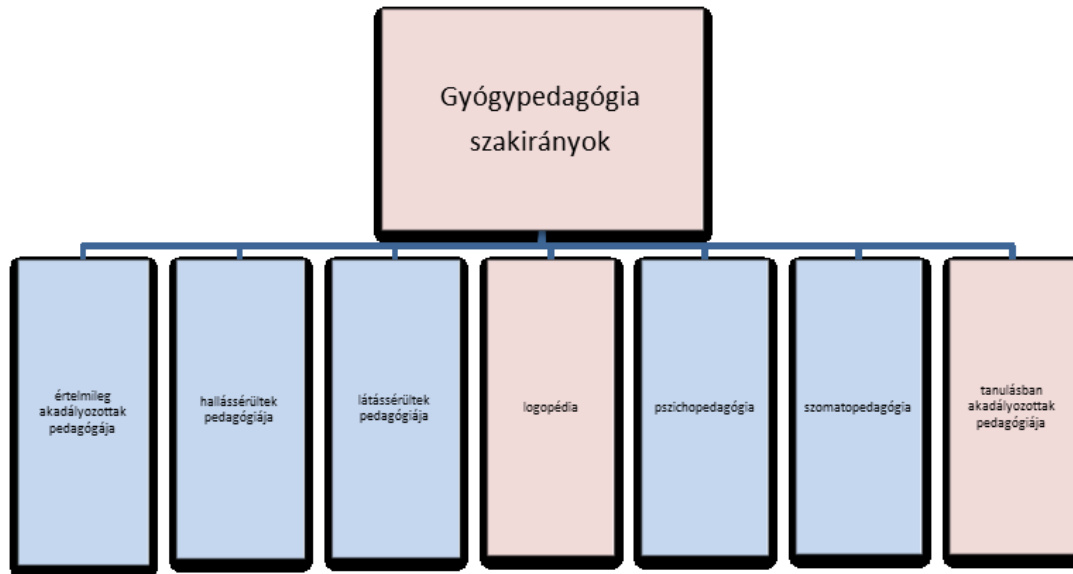 Gyógypedagógia
szakirányok
értelmileg
akadályozottak
pedagógája
hallássérültek
pedagógiája
látássérültek
pedagógiája
logopédia
pszichopedagógia
szomatopedagógia
tanulásban
akadályozottak
pedagógiája